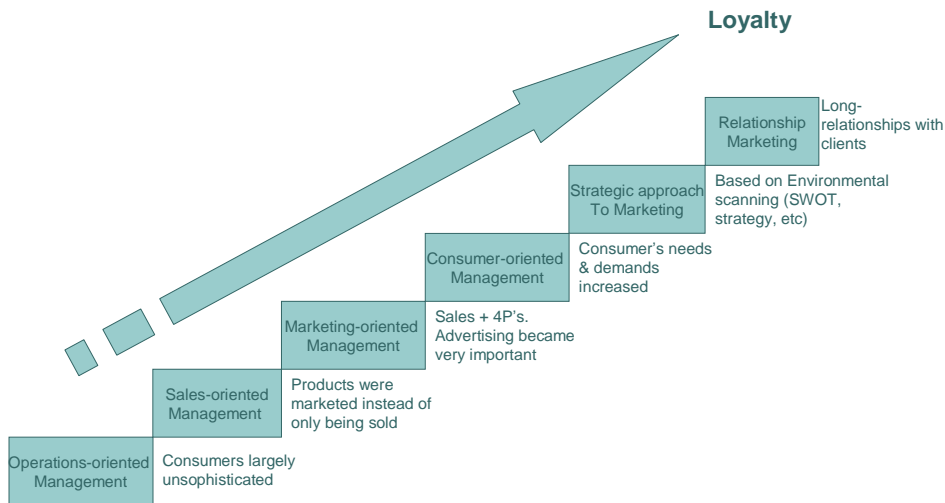 Loyalty
Relationship
Marketing
Long-
relationships with
clients
Strategic approach
To Marketing
Based on Environmental
scanning (SWOT,
strategy, etc)
Consumer-oriented
Management
Consumer's needs
& demands
increased
Marketing-oriented
Management
Sales + 4P's.
Advertising became
very important
Sales-oriented
Management
Products were
marketed instead of
only being sold
Operations-oriented
Management
Consumers largely
unsophisticated